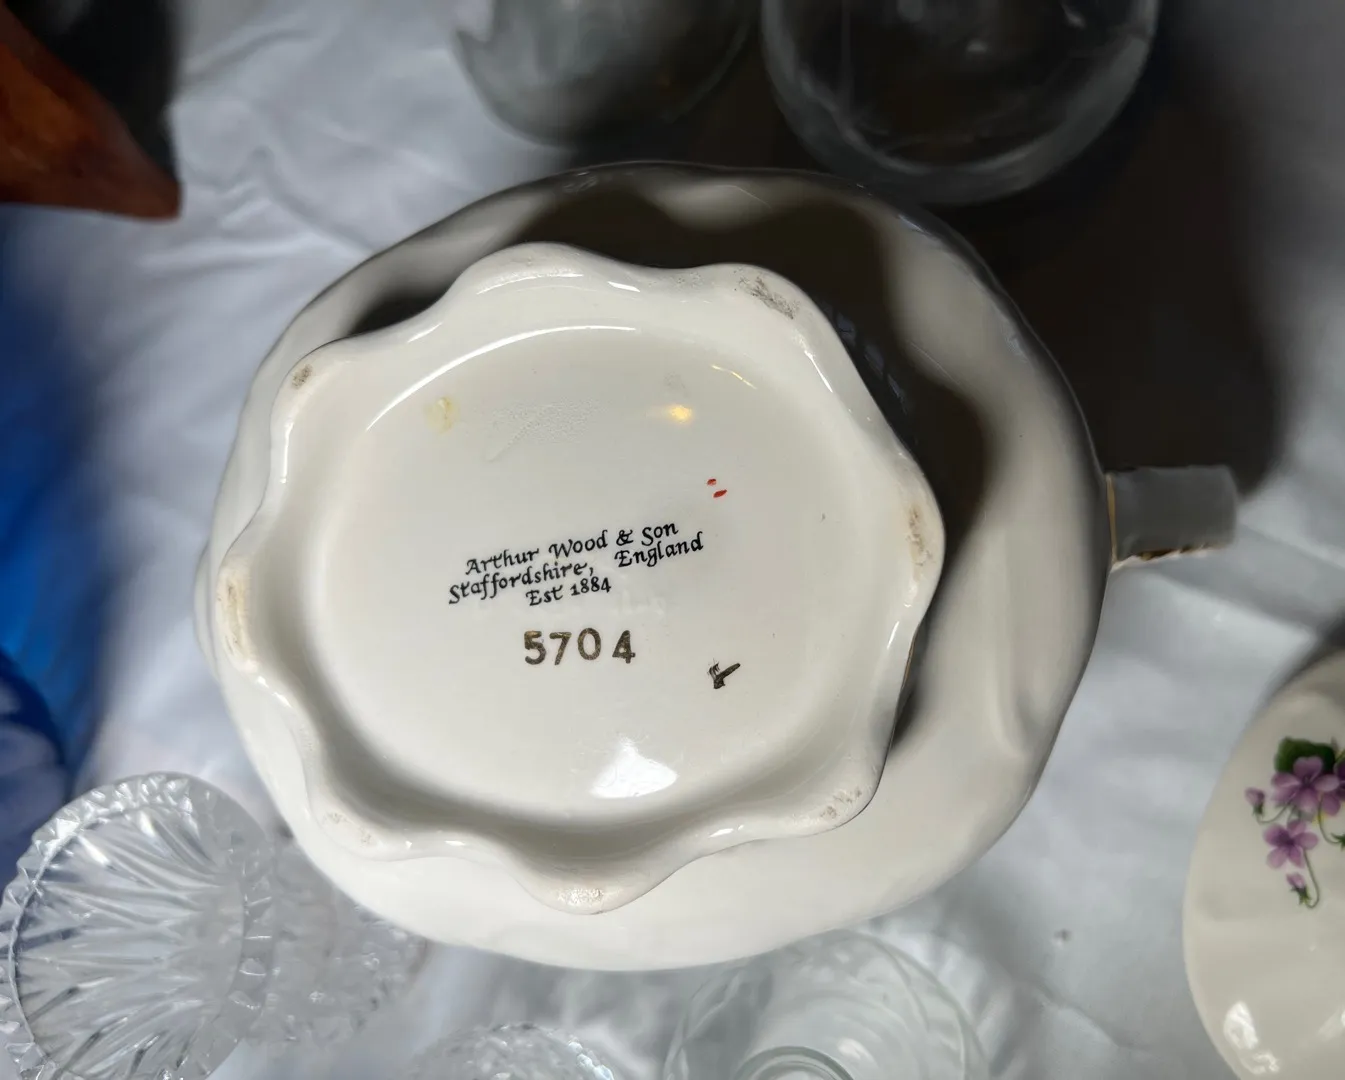 Arthur Wood & Son
Staffordshire, England
Est 1884
5704